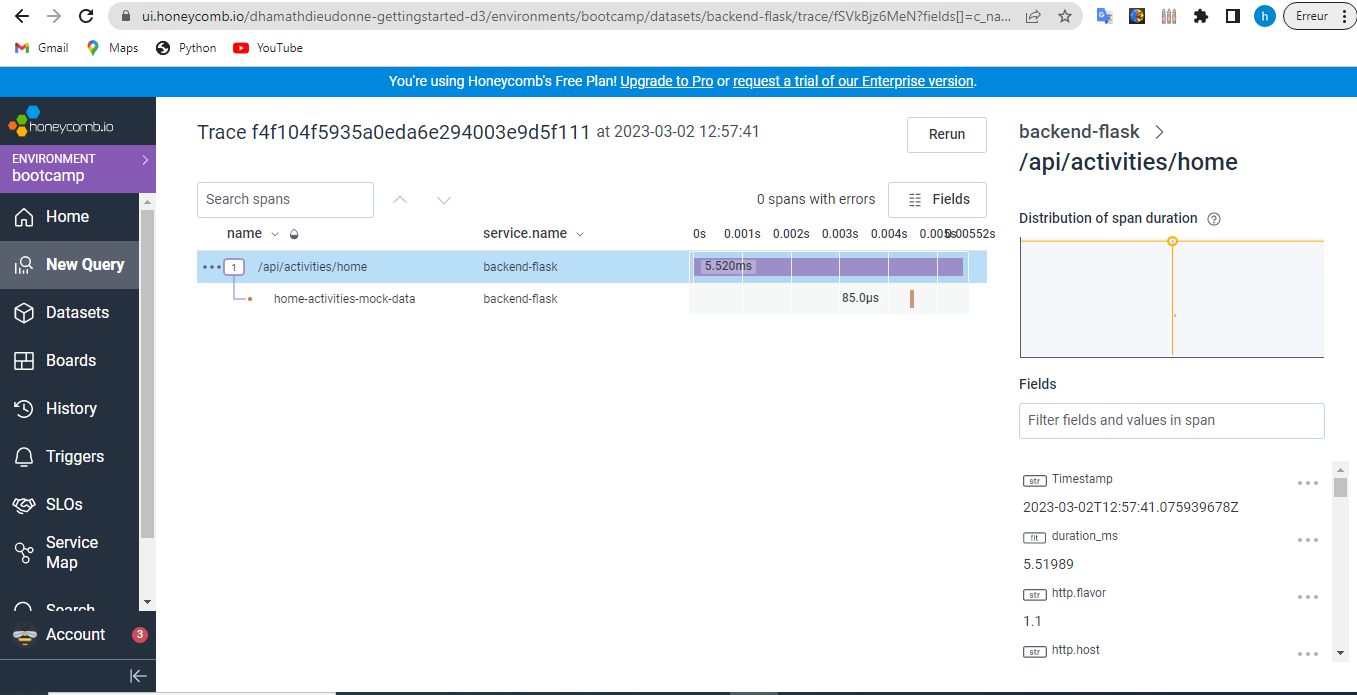 ui.honeycomb.io/dhamathdieudonne-gettingstarted-d3/environments/bootcamp/datasets/backend-flask/trace/fSVkBjz6MeN?fields[]=c_na...
h
Erreur
Gmail
Maps
Python
YouTube
You're using Honeycomb's Free Plan! Upgrade to Pro or request a trial of our Enterprise version.
honeycomb.io
ENVIRONMENT
bootcamp
Home
New Query
Datasets
Boards
History
Triggers
SLOs
Service
Map
Search
Account
3
Trace f4f104f5935a0eda6e294003e9d5f111 at 2023-03-02 12:57:41
Rerun
Search spans
0 spans with errors
Fields
name
service.name
0s 0.001s 0.002s 0.003s 0.004s 0.005s 0.00552s
1 /api/activities/home backend-flask 5.520ms
home-activities-mock-data backend-flask 85.0µs
backend-flask
/api/activities/home
Distribution of span duration
Fields
Filter fields and values in span
str Timestamp
2023-03-02T12:57:41.075939678Z
flt duration_ms
5.51989
str http.flavor
1.1
str http.host